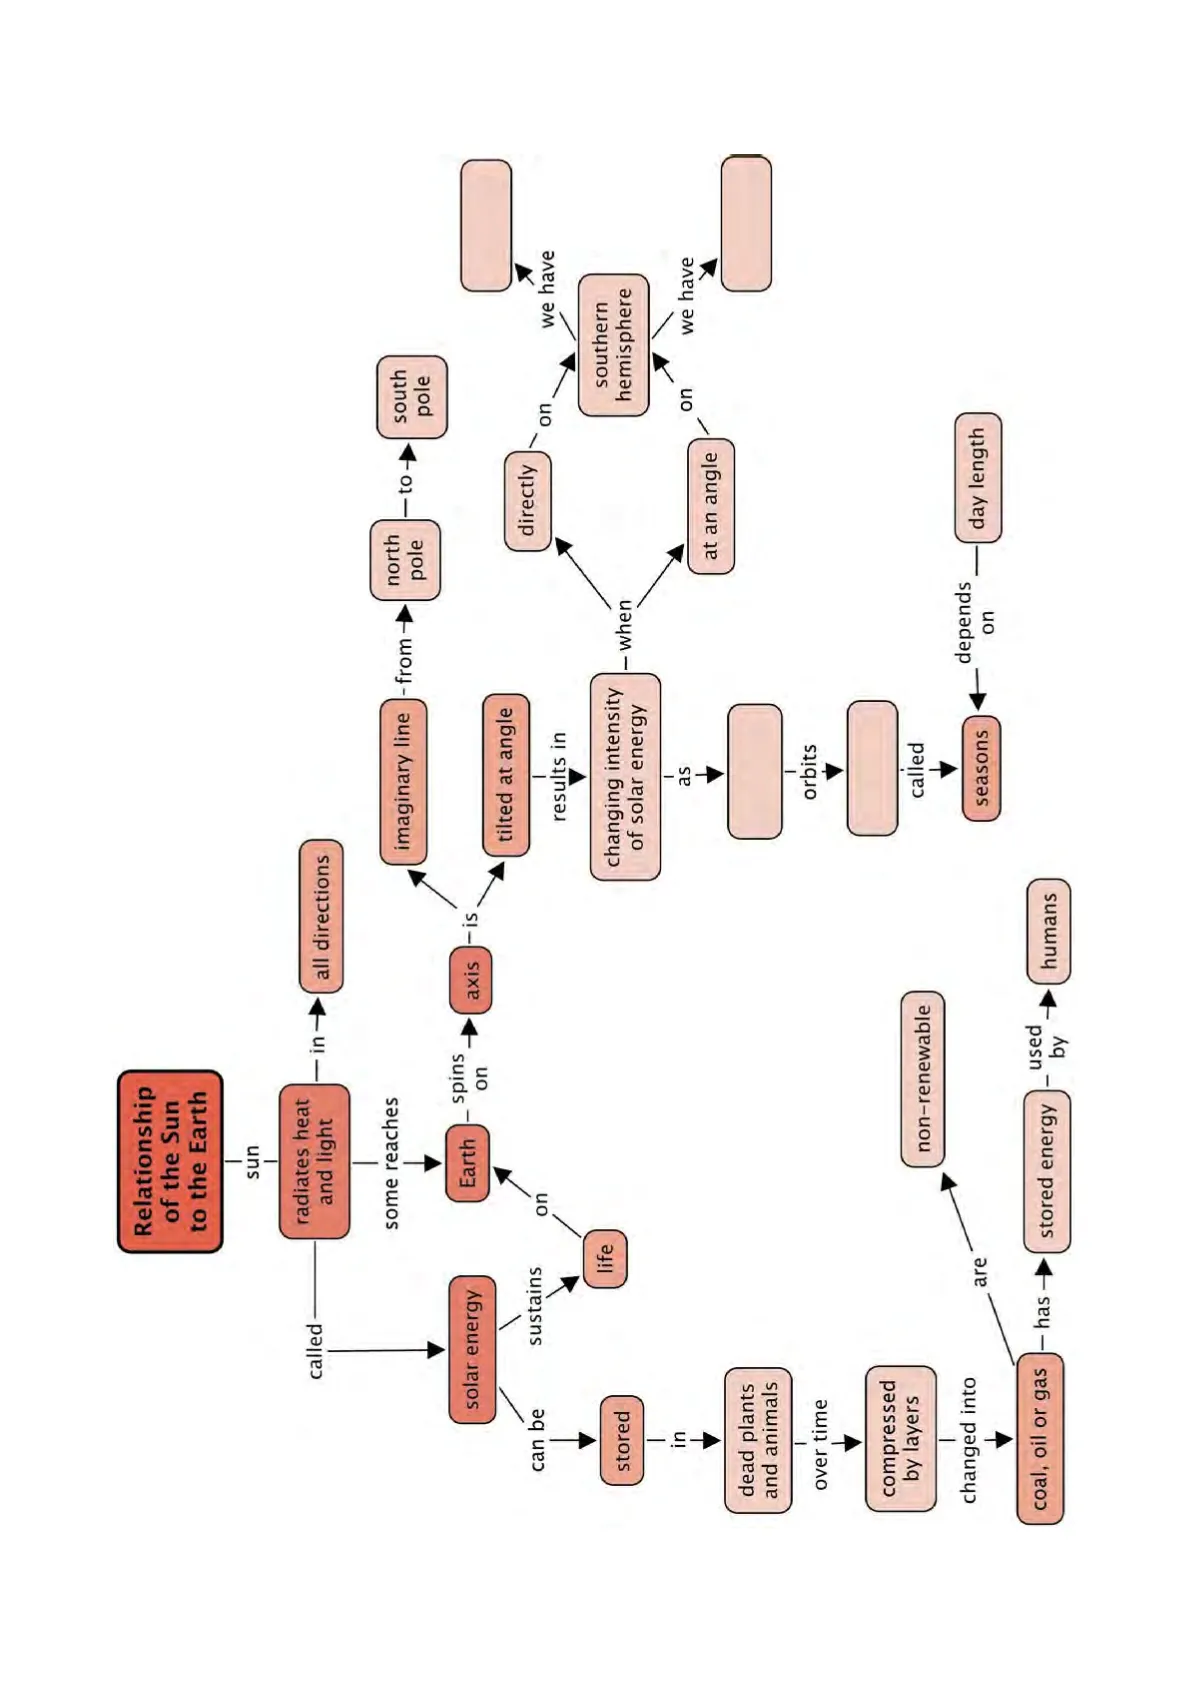 Relationship
of the Sun
to the Earth
sun
radiates heat
and light
in
all directions
called
some reaches
solar energy
Earth
spins
on
axis
is
imaginary line
from
north
pole
to
south
pole
tilted at angle
results in
changing intensity
of solar energy
when
directly
on
at an angle
on
southern
hemisphere
we have
we have
as
orbits
called
seasons
depends
on
day length
sustains
life
on
can be
stored
in
dead plants
and animals
over time
compressed
by layers
changed into
coal, oil or gas
are
non-renewable
has
stored energy
used
by
humans